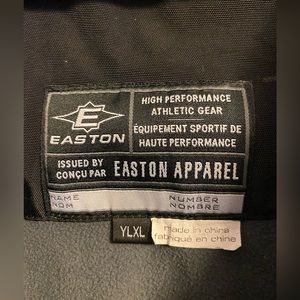 E
EASTON
HIGH PERFORMANCE
ATHLETIC GEAR
ÉQUIPEMENT SPORTIF DE
HAUTE PERFORMANCE
ISSUED BY
CONÇU PAR
EASTON APPAREL
NAME
NOM
NUMBER
NOMBRE
YLXL
made in china
fabriqué en chine